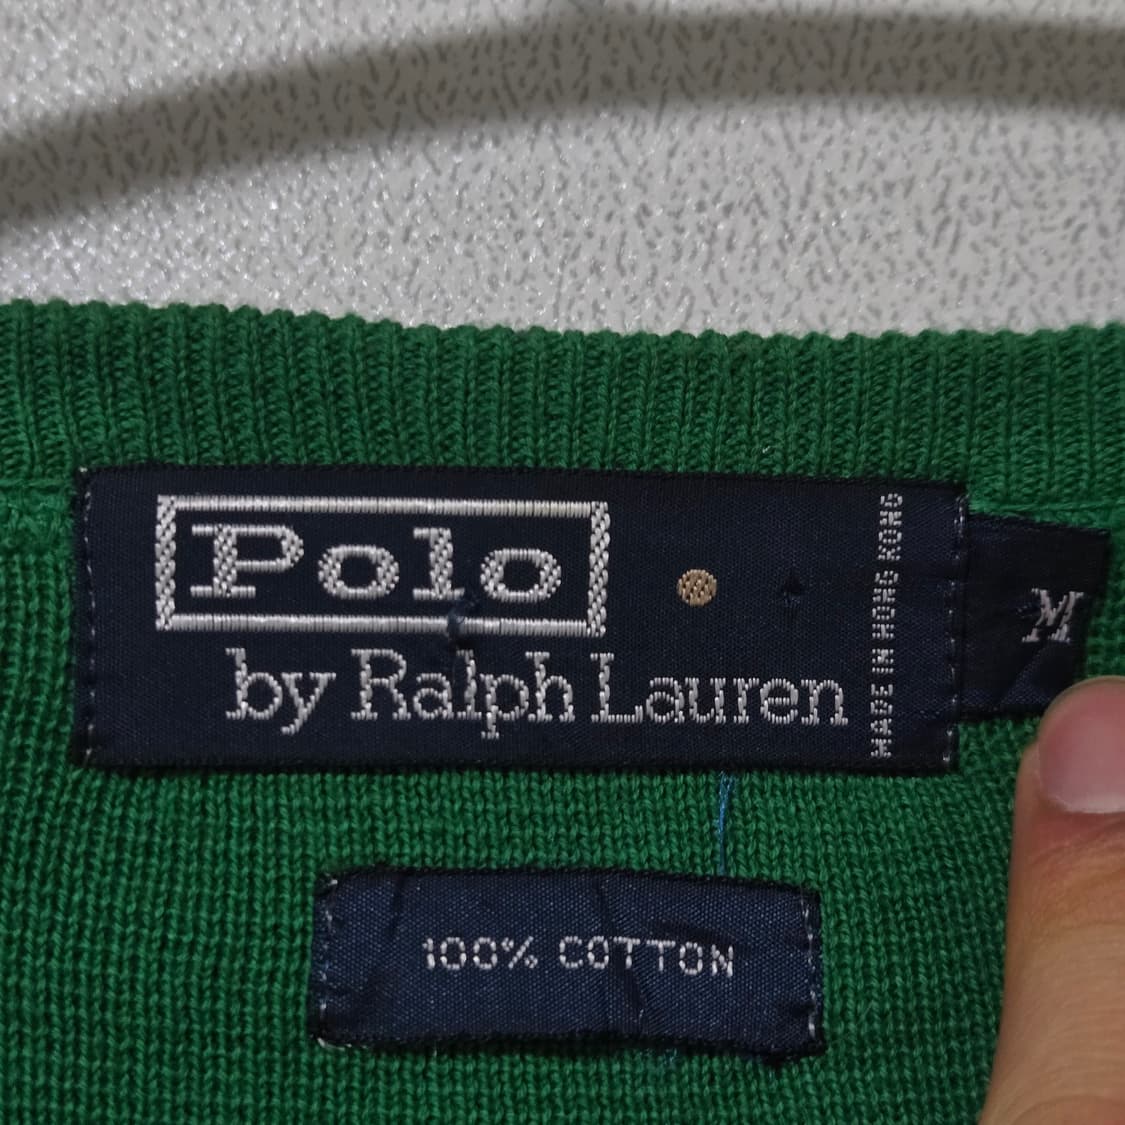 Polo
by Ralph Lauren
MADE IN HONG KONG
M
100% COTTON